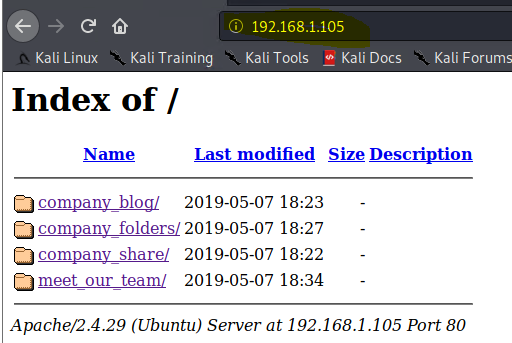 192.168.1.105
Kali Linux Kali Training Kali Tools Kali Docs Kali Forums
Index of /
Name Last modified Size Description
company_blog/ 2019-05-07 18:23 -
company_folders/ 2019-05-07 18:27 -
company_share/ 2019-05-07 18:22 -
meet_our_team/ 2019-05-07 18:34 -
Apache/2.4.29 (Ubuntu) Server at 192.168.1.105 Port 80